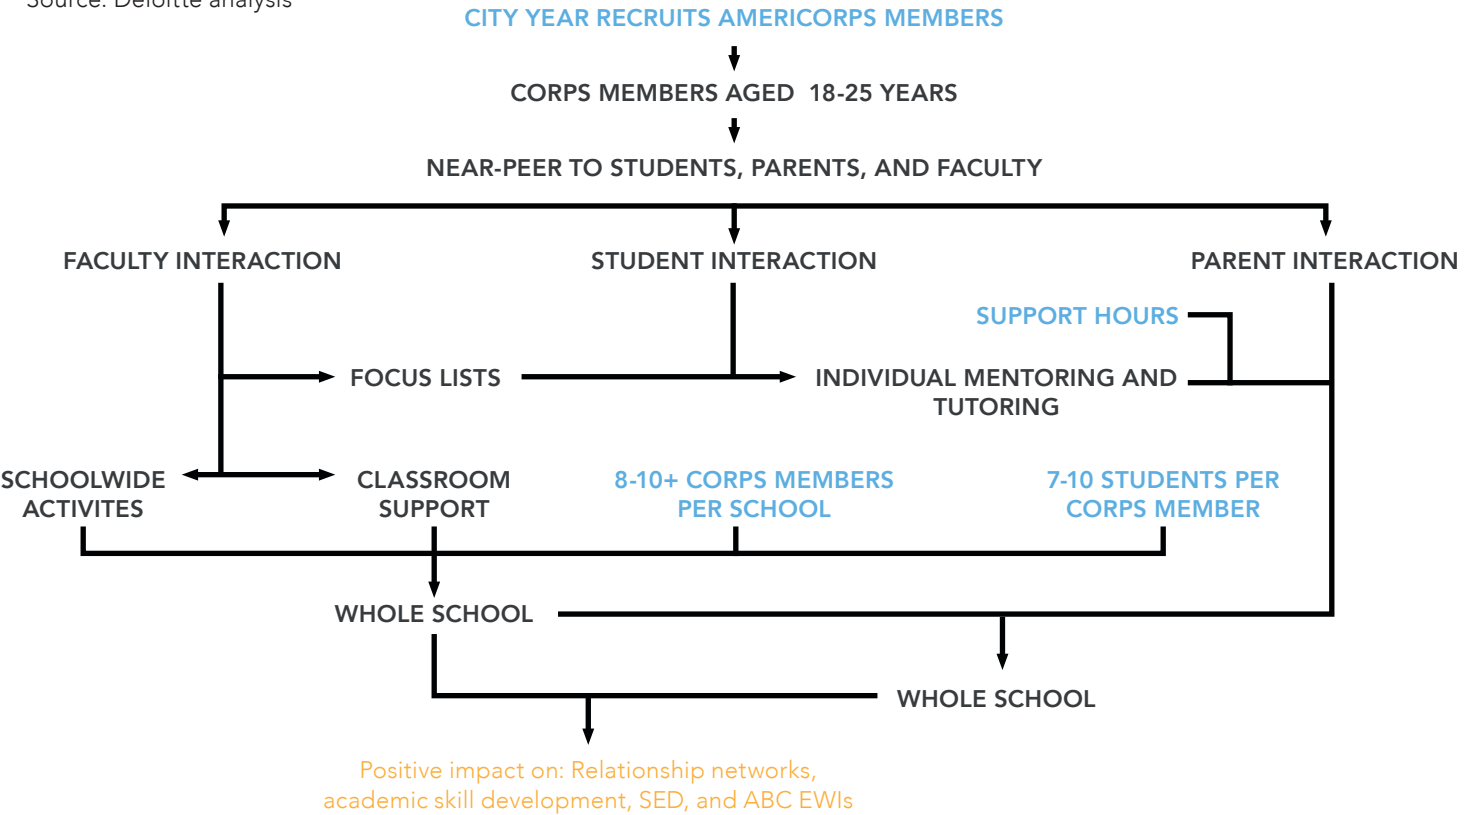 Source: Deloitte analysis
CITY YEAR RECRUITS AMERICORPS MEMBERS
CORPS MEMBERS AGED 18-25 YEARS
NEAR-PEER TO STUDENTS, PARENTS, AND FACULTY
FACULTY INTERACTION
STUDENT INTERACTION
PARENT INTERACTION
SUPPORT HOURS
FOCUS LISTS
INDIVIDUAL MENTORING AND
TUTORING
SCHOOLWIDE
ACTIVITES
CLASSROOM
SUPPORT
8-10+ CORPS MEMBERS
PER SCHOOL
7-10 STUDENTS PER
CORPS MEMBER
WHOLE SCHOOL
WHOLE SCHOOL
Positive impact on: Relationship networks,
academic skill development, SED, and ABC EWIs